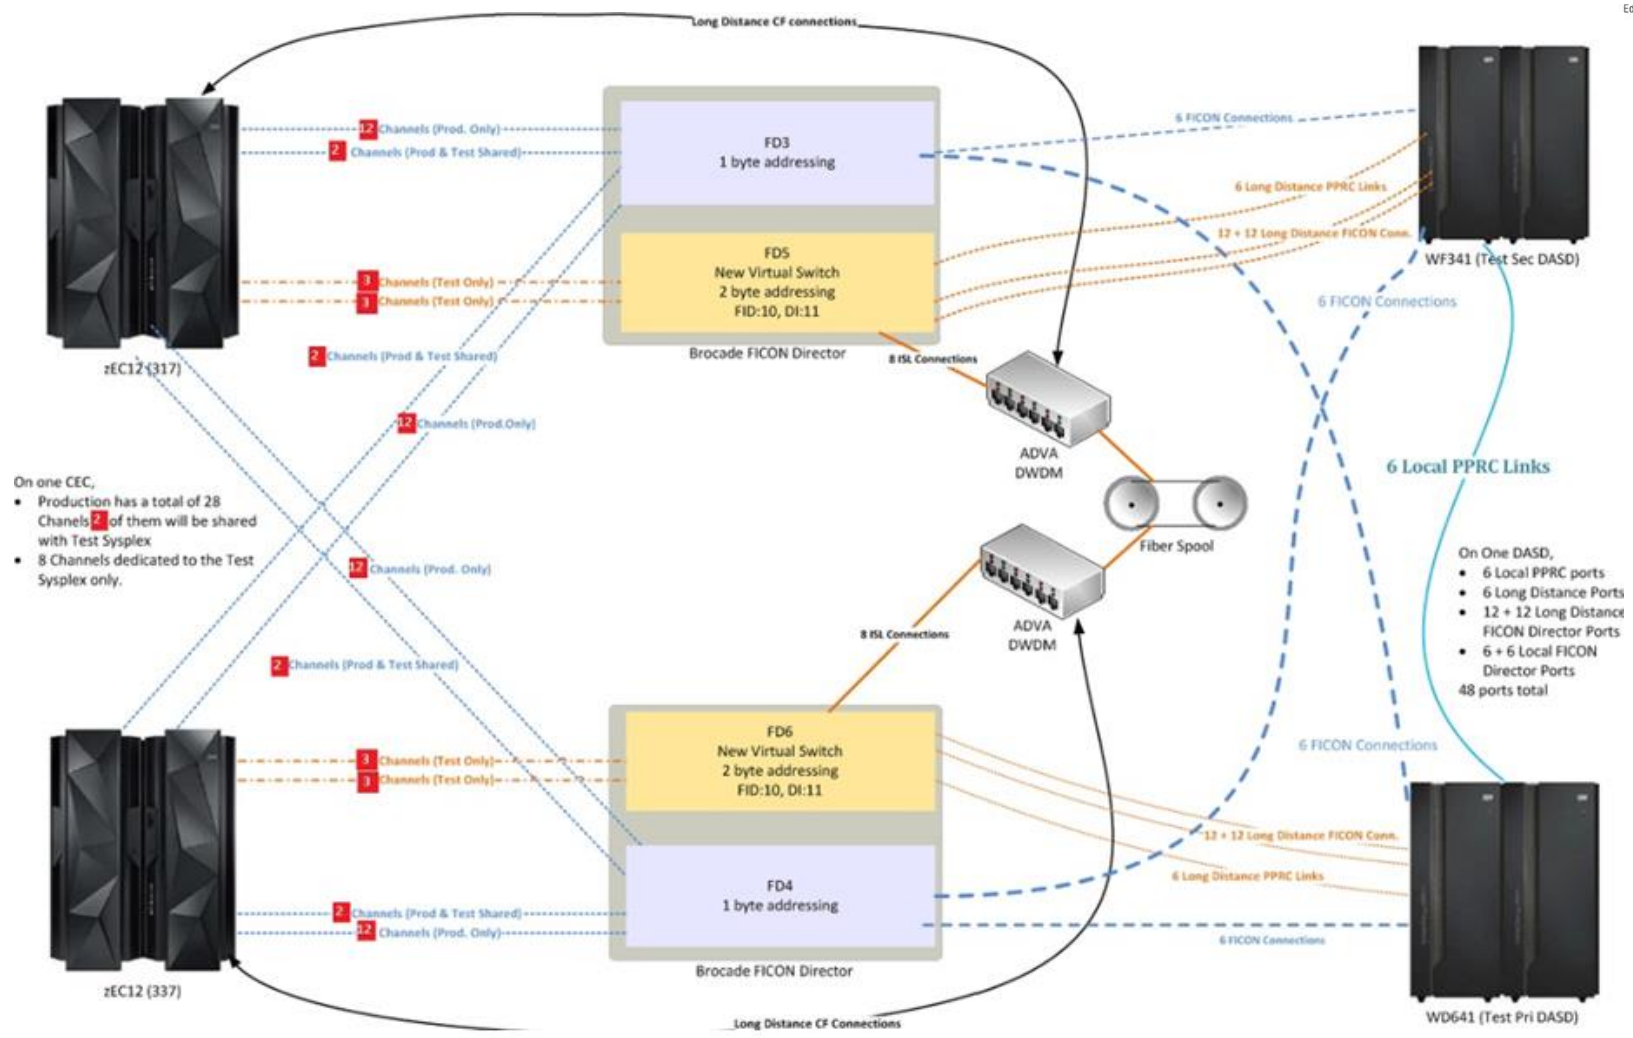 Ed
Long Distance CF connections
12 Channels (Prod. Only)
2 Channels (Prod & Test Shared)
FD3
1 byte addressing
6 FICON Connections
6 Long Distance PPRC Links
12 + 12 Long Distance FICON Conn.
WF341 (Test Sec DASD)
3 Channels (Test Only)
3 Channels (Test Only)
FD5
New Virtual Switch
2 byte addressing
FID:10, DI:11
Brocade FICON Director
8 ISL Connections
6 FICON Connections
zEC12 (317)
2 Channels (Prod & Test Shared)
12 Channels (Prod.Only)
ADVA
DWDM
6 Local PPRC Links
On one CEC,
• Production has a total of 28
Chanels 2 of them will be shared
with Test Sysplex
• 8 Channels dedicated to the Test
Sysplex only.
12 Channels (Prod. Only)
Fiber Spool
On One DASD,
• 6 Local PPRC ports
• 6 Long Distance Ports
• 12 + 12 Long Distance
FICON Director Ports
• 6 + 6 Local FICON
Director Ports
48 ports total
ADVA
DWDM
8 ISL Connections
2 Channels (Prod & Test Shared)
FD6
New Virtual Switch
2 byte addressing
FID:10, DI:11
3 Channels (Test Only)
3 Channels (Test Only)
6 FICON Connections
12 + 12 Long Distance FICON Conn.
6 Long Distance PPRC Links
FD4
1 byte addressing
2 Channels (Prod & Test Shared)
12 Channels (Prod. Only)
6 FICON Connections
Brocade FICON Director
zEC12 (337)
WD641 (Test Pri DASD)
Long Distance CF Connections